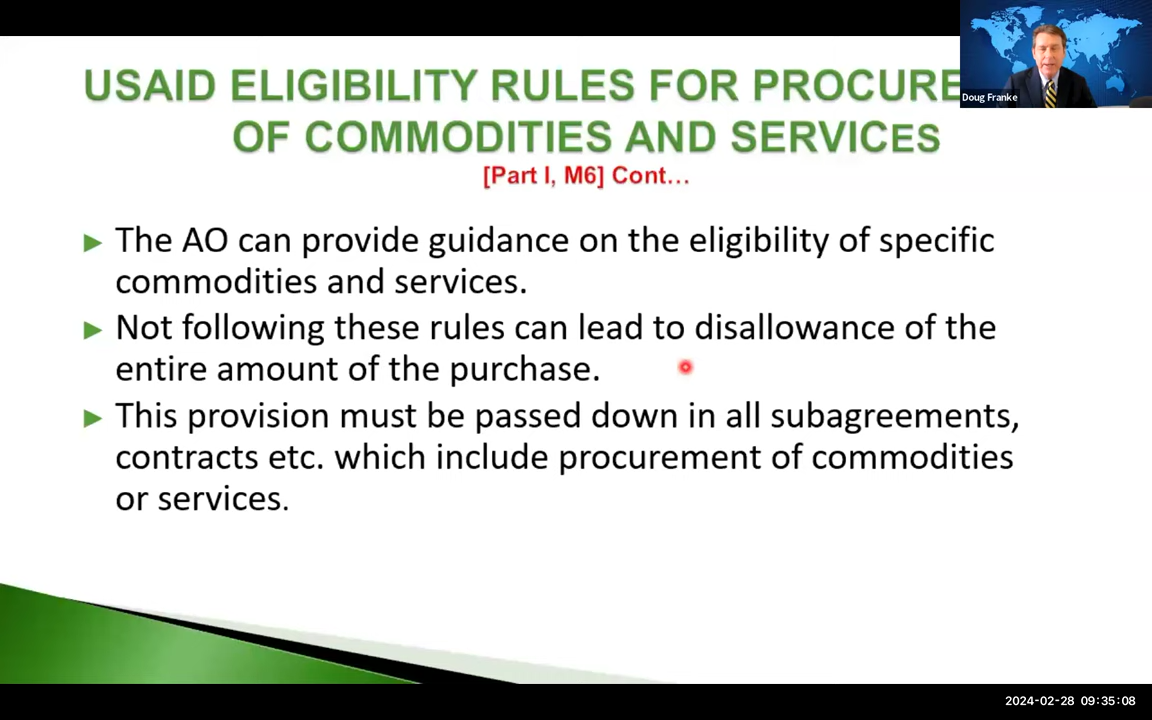 USAID ELIGIBILITY RULES FOR PROCURE
OF COMMODITIES AND SERVICES
[Part I, M6] Cont...
The AO can provide guidance on the eligibility of specific
commodities and services.
Not following these rules can lead to disallowance of the
entire amount of the purchase.
This provision must be passed down in all subagreements,
contracts etc. which include procurement of commodities
or services.
Doug Franke
2024-02-28 09:35:08